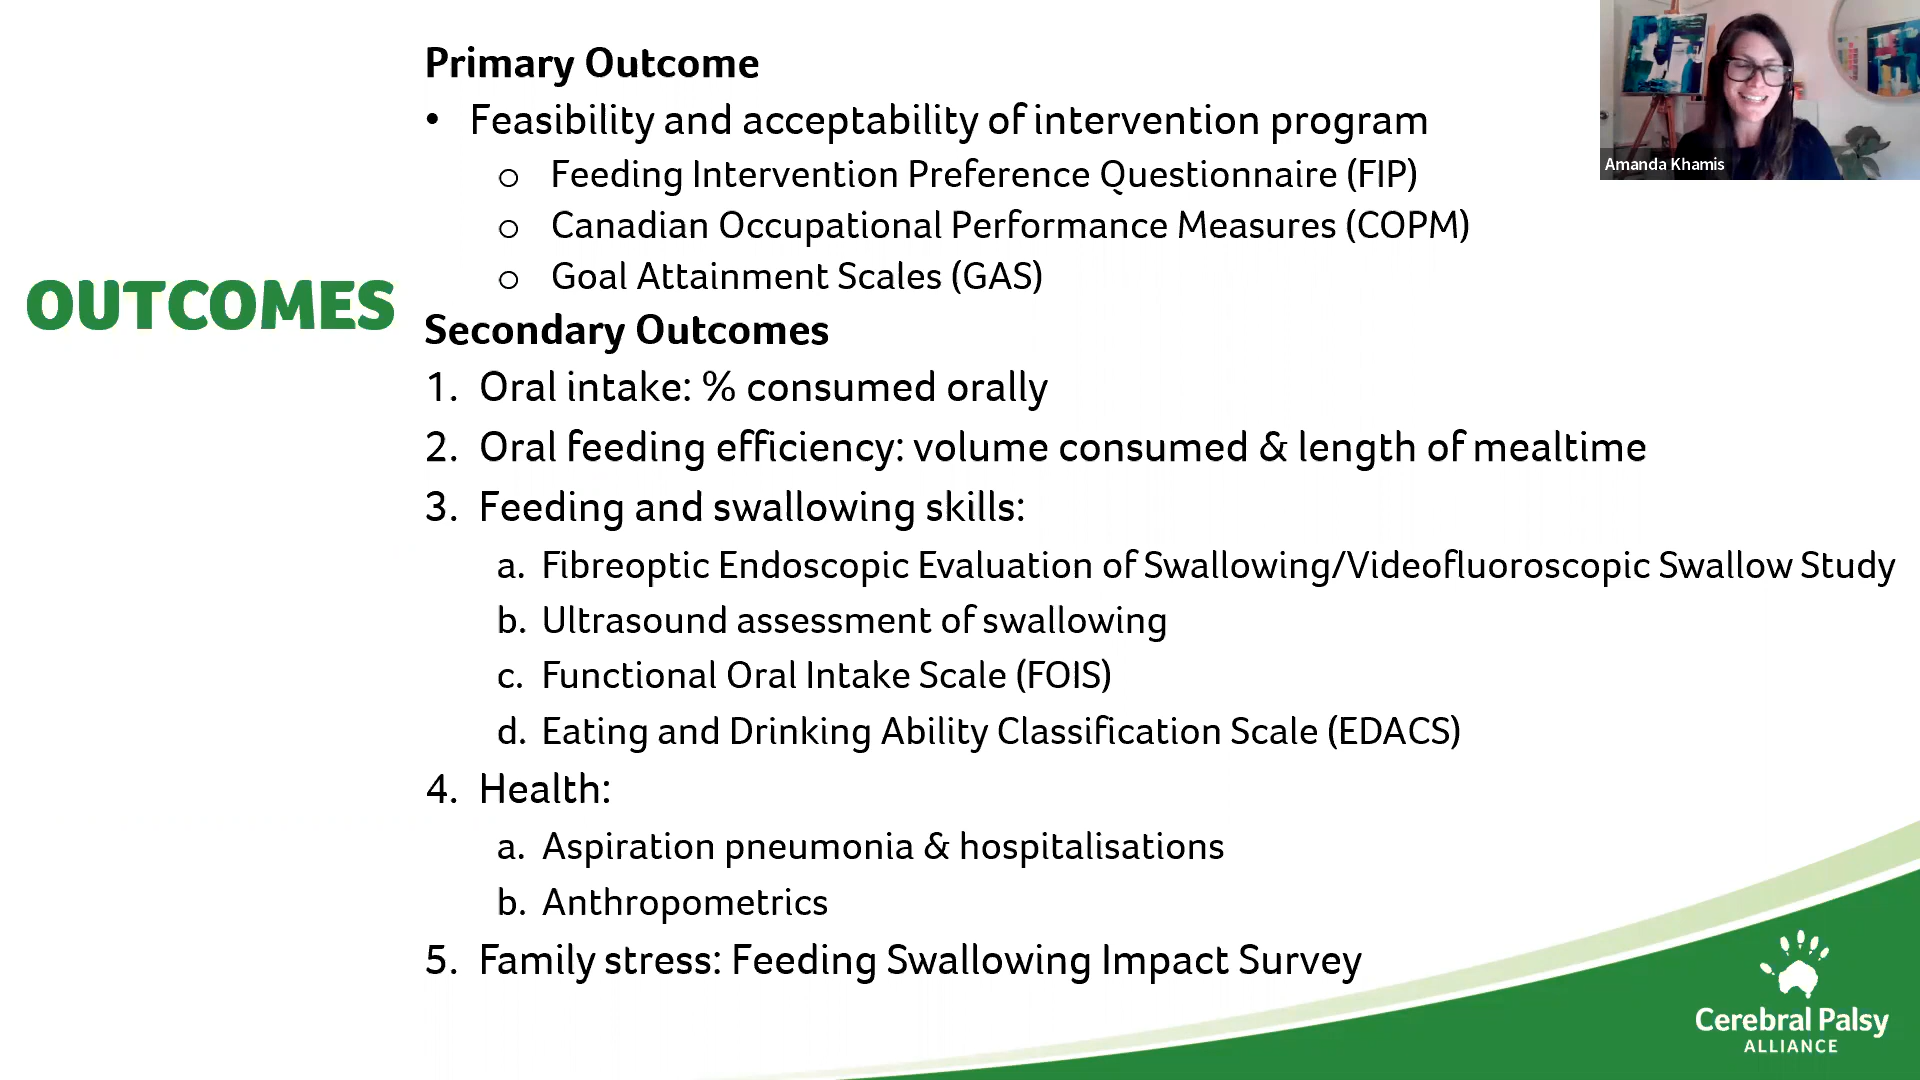 Primary Outcome
• Feasibility and acceptability of intervention program
o Feeding Intervention Preference Questionnaire (FIP)
o Canadian Occupational Performance Measures (COPM)
o Goal Attainment Scales (GAS)
OUTCOMES
Secondary Outcomes
1. Oral intake: % consumed orally
2. Oral feeding efficiency: volume consumed & length of mealtime
3. Feeding and swallowing skills:
a. Fibreoptic Endoscopic Evaluation of Swallowing/Videofluoroscopic Swallow Study
b. Ultrasound assessment of swallowing
c. Functional Oral Intake Scale (FOIS)
d. Eating and Drinking Ability Classification Scale (EDACS)
4. Health:
a. Aspiration pneumonia & hospitalisations
b. Anthropometrics
5. Family stress: Feeding Swallowing Impact Survey
Amanda Khamis
Cerebral Palsy
ALLIANCE